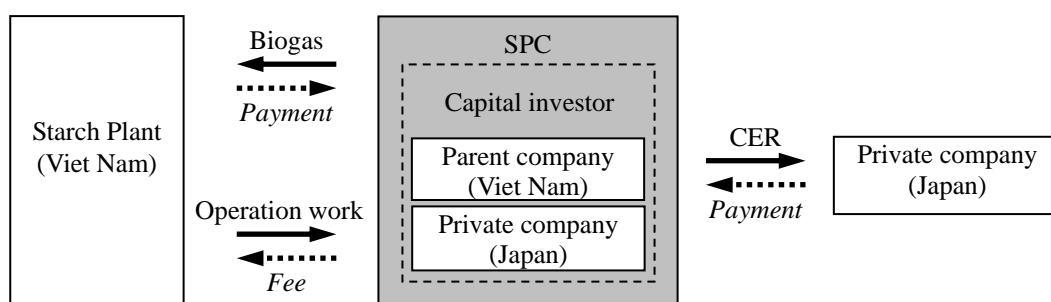 Starch Plant
(Viet Nam)
Biogas
Payment
Operation work
Fee
SPC
Capital investor
Parent company
(Viet Nam)
Private company
(Japan)
CER
Payment
Private company
(Japan)